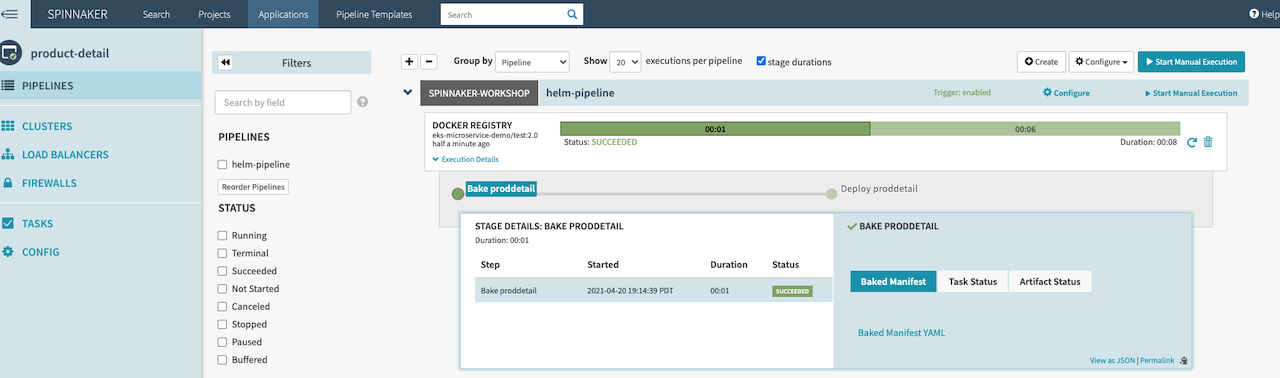 SPINNAKER Search Projects Applications Pipeline Templates Search Help
product-detail
PIPELINES
CLUSTERS
LOAD BALANCERS
FIREWALLS
TASKS
CONFIG
Filters
Search by field
PIPELINES
helm-pipeline
Reorder Pipelines
STATUS
Running
Terminal
Succeeded
Not Started
Canceled
Stopped
Paused
Buffered
Group by Pipeline Show 20 executions per pipeline stage durations Create Configure Start Manual Execution
SPINNAKER-WORKSHOP helm-pipeline Trigger: enabled Configure Start Manual Execution
DOCKER REGISTRY 00:01 00:06
eks-microservice-demo/test:2.0
half a minute ago Status: SUCCEEDED Duration: 00:08
Execution Details
Bake proddetail Deploy proddetail
STAGE DETAILS: BAKE PRODDETAIL
Duration: 00:01
Step Started Duration Status
Bake proddetail 2021-04-20 19:14:39 PDT 00:01 SUCCEEDED
BAKE PRODDETAIL
Baked Manifest Task Status Artifact Status
Baked Manifest YAML
View as JSON | Permalink